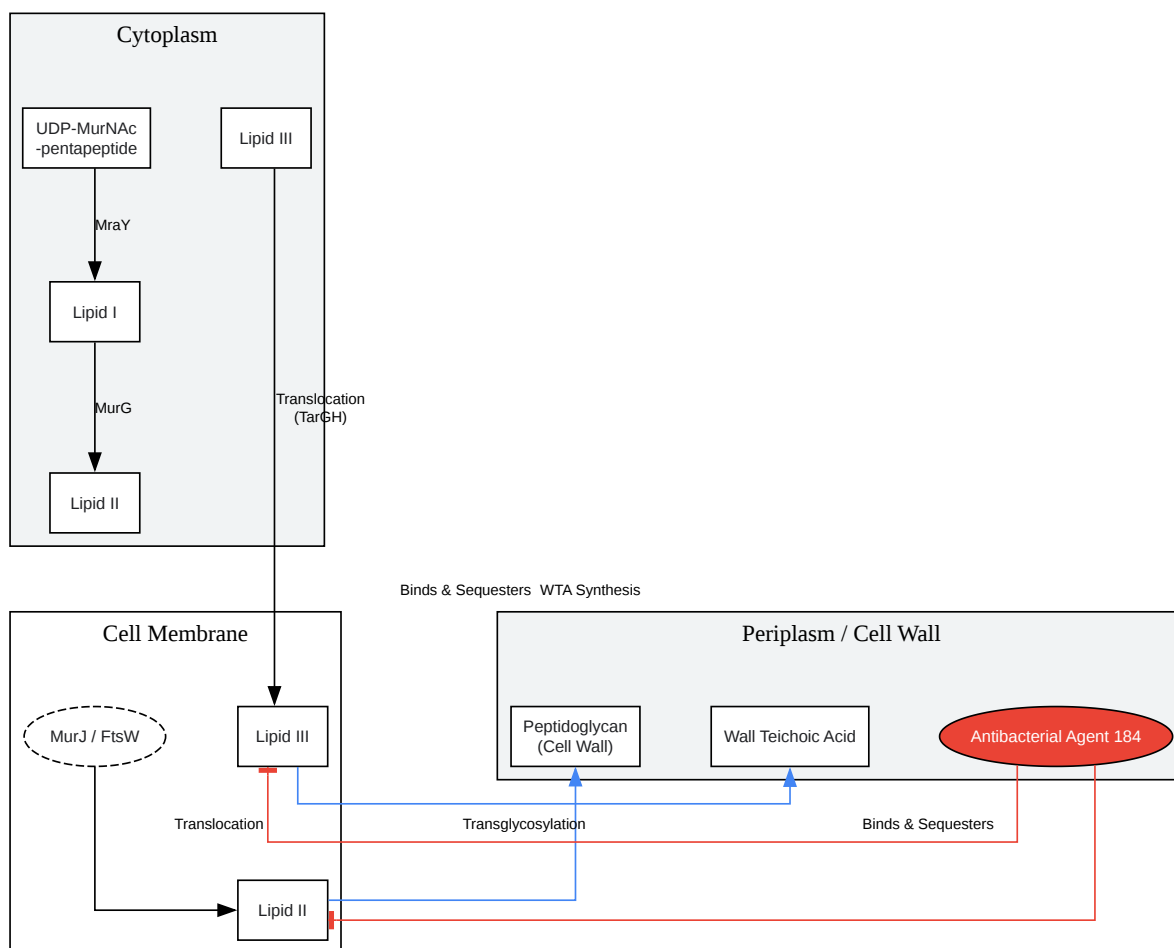 Cytoplasm
UDP-MurNAc
-pentapeptide
Lipid III
MraY
Lipid I
Translocation
(TarGH)
MurG
Lipid II
Binds & Sequesters
WTA Synthesis
Cell Membrane
Periplasm / Cell Wall
MurJ / FtsW
Lipid III
Peptidoglycan
(Cell Wall)
Wall Teichoic Acid
Antibacterial Agent 184
Translocation
Transglycosylation
Binds & Sequesters
Lipid II